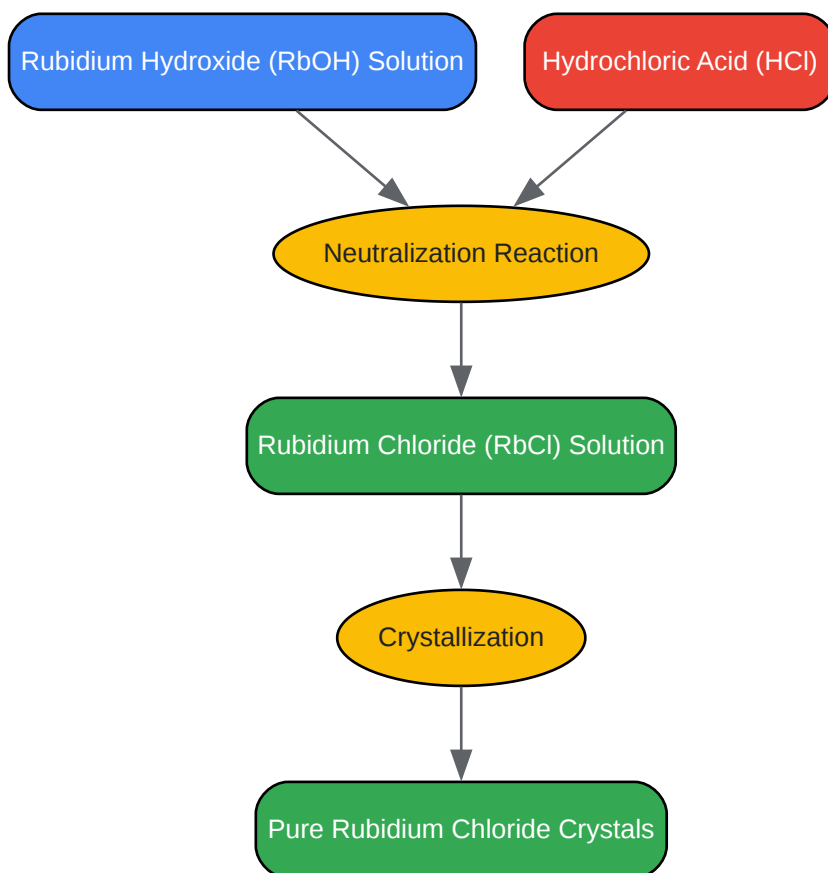 Rubidium Hydroxide (RbOH) Solution
Hydrochloric Acid (HCl)
Neutralization Reaction
Rubidium Chloride (RbCl) Solution
Crystallization
Pure Rubidium Chloride Crystals